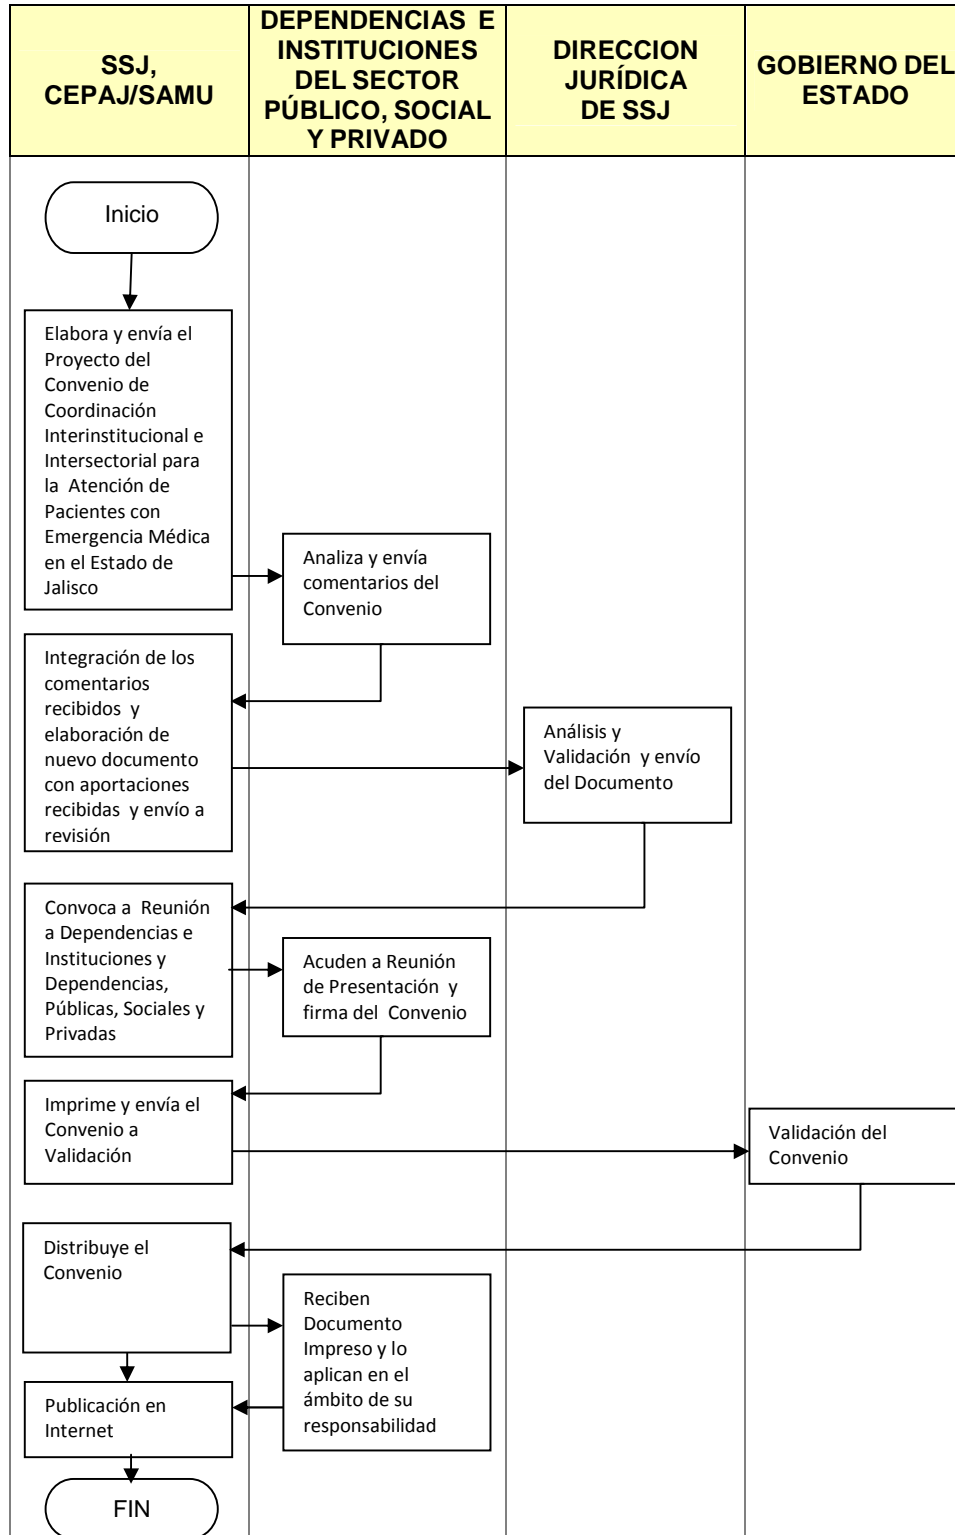 SSJ,
CEPAJ/SAMU
DEPENDENCIAS E
INSTITUCIONES
DEL SECTOR
PÚBLICO, SOCIAL
Y PRIVADO
DIRECCION
JURÍDICA
DE SSJ
GOBIERNO DEL
ESTADO
Inicio
Elabora y envía el
Proyecto del
Convenio de
Coordinación
Interinstitucional e
Intersectorial para
la Atención de
Pacientes con
Emergencia Médica
en el Estado de
Jalisco
Analiza y envía
comentarios del
Convenio
Integración de los
comentarios
recibidos y
elaboración de
nuevo documento
con aportaciones
recibidas y envío a
revisión
Análisis y
Validación y envío
del Documento
Convoca a Reunión
a Dependencias e
Instituciones y
Dependencias,
Públicas, Sociales y
Privadas
Acuden a Reunión
de Presentación y
firma del Convenio
Imprime y envía el
Convenio a
Validación
Validación del
Convenio
Distribuye el
Convenio
Reciben
Documento
Impreso y lo
aplican en el
ámbito de su
responsabilidad
Publicación en
Internet
FIN